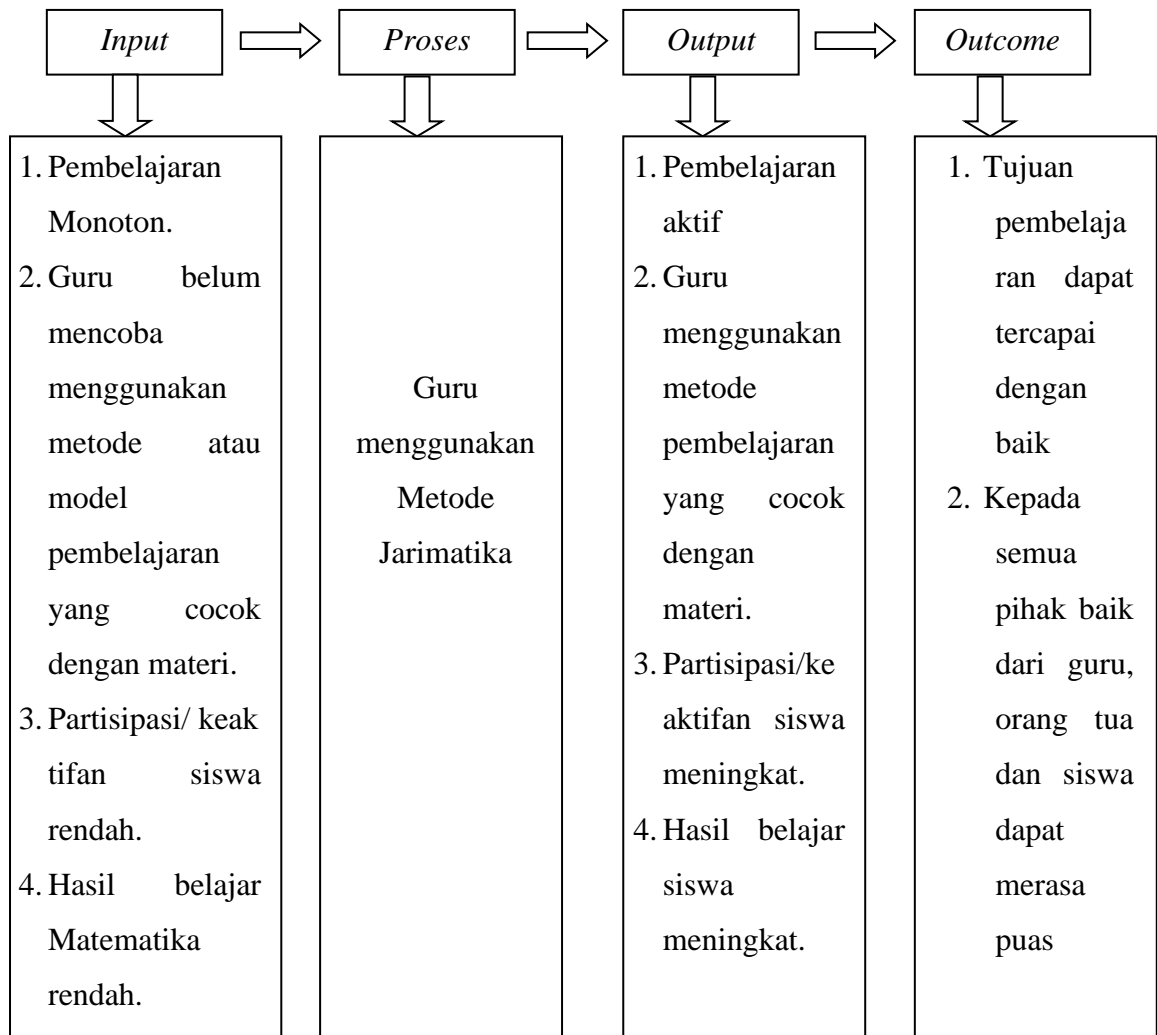 Input
Proses
Output
Outcome
1. Pembelajaran
Monoton.
2. Guru belum
mencoba
menggunakan
metode atau
model
pembelajaran
yang cocok
dengan materi.
3. Partisipasi/ keak
tifan siswa
rendah.
4. Hasil belajar
Matematika
rendah.
Guru
menggunakan
Metode
Jarimatika
1. Pembelajaran
aktif
2. Guru
menggunakan
metode
pembelajaran
yang cocok
dengan
materi.
3. Partisipasi/ke
aktifan siswa
meningkat.
4. Hasil belajar
siswa
meningkat.
1. Tujuan
pembelaja
ran dapat
tercapai
dengan
baik
2. Kepada
semua
pihak baik
dari guru,
orang tua
dan siswa
dapat
merasa
puas